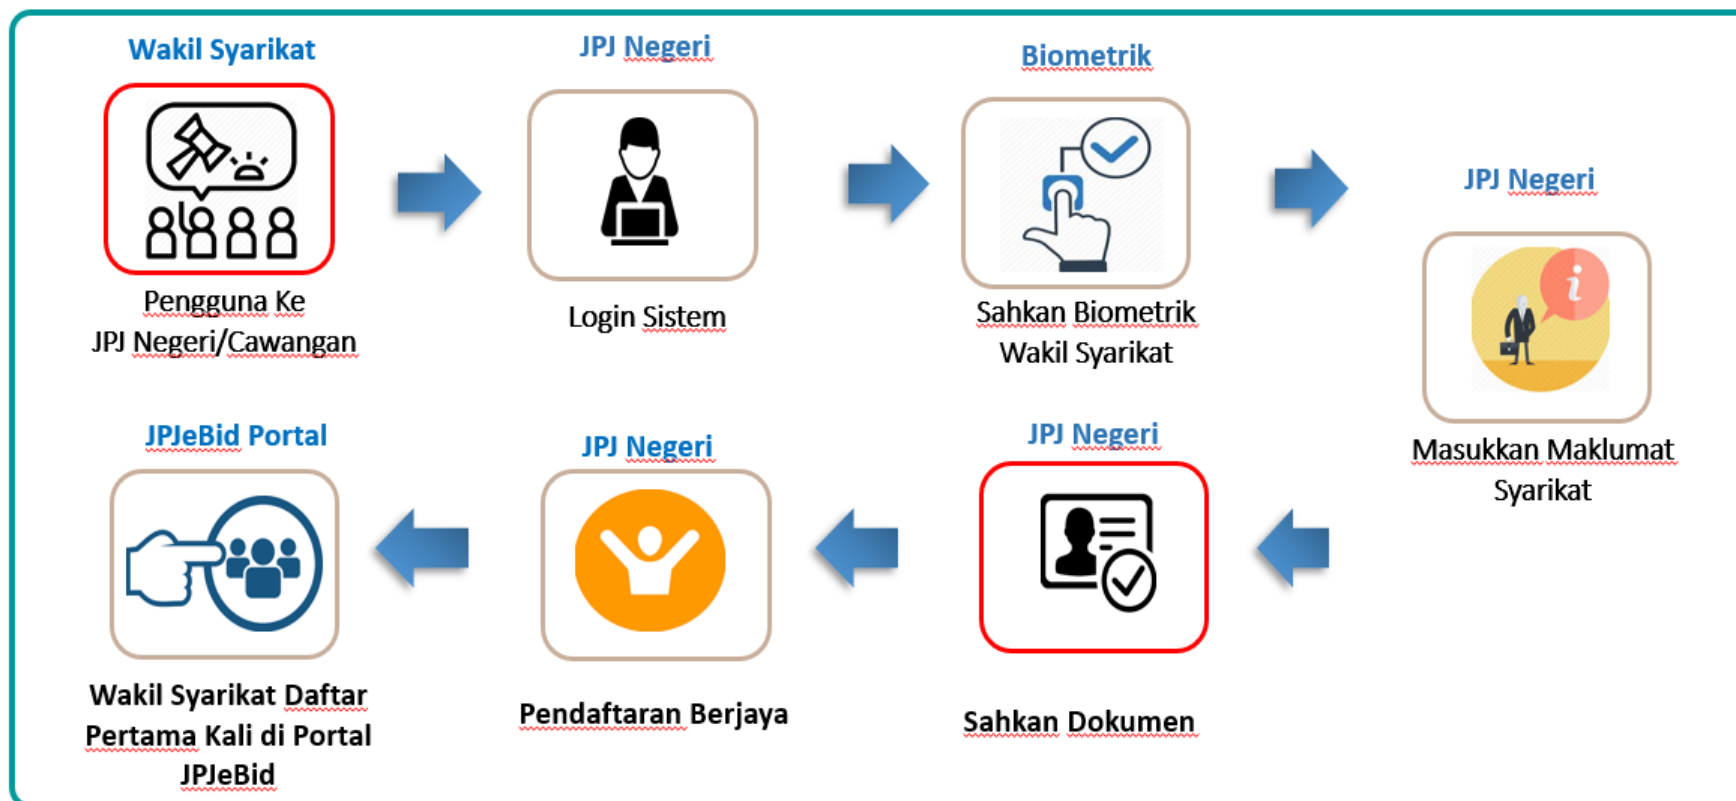 Wakil Syarikat
Pengguna Ke
JPJ Negeri/Cawangan
JPJ Negeri
Login Sistem
Biometrik
Sahkan Biometrik
Wakil Syarikat
JPJ Negeri
i
Masukkan Maklumat
Syarikat
JPJ Negeri
Sahkan Dokumen
JPJ Negeri
Pendaftaran Berjaya
JPJeBid Portal
Wakil Syarikat Daftar
Pertama Kali di Portal
JPJeBid